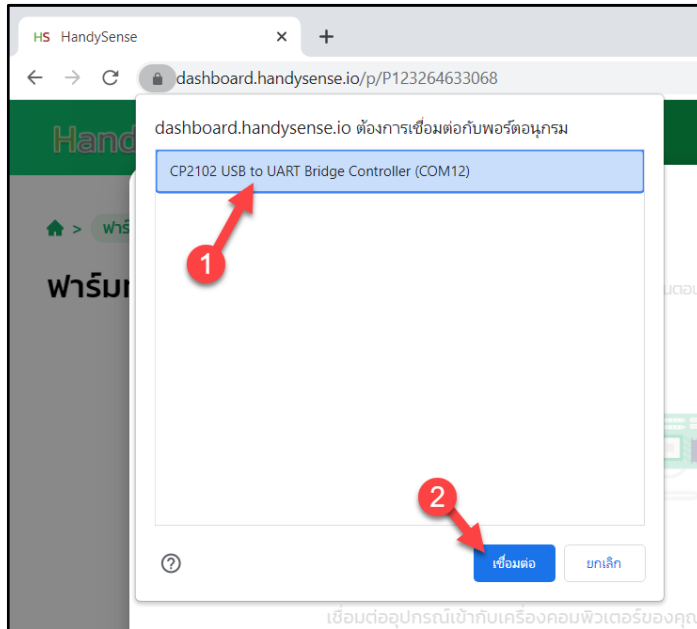 HS HandySense
dashboard.handysense.io/p/P123264633068
Hand
dashboard.handysense.io ต้องการเชื่อมต่อกับพอร์ตอนุกรม
CP2102 USB to UART Bridge Controller (COM12)
> ฟาร์
1
ฟาร์ม
2
เชื่อมต่อ
ยกเลิก
เชื่อมต่ออุปกรณ์เข้ากับเครื่องคอมพิวเตอร์ของคุณ